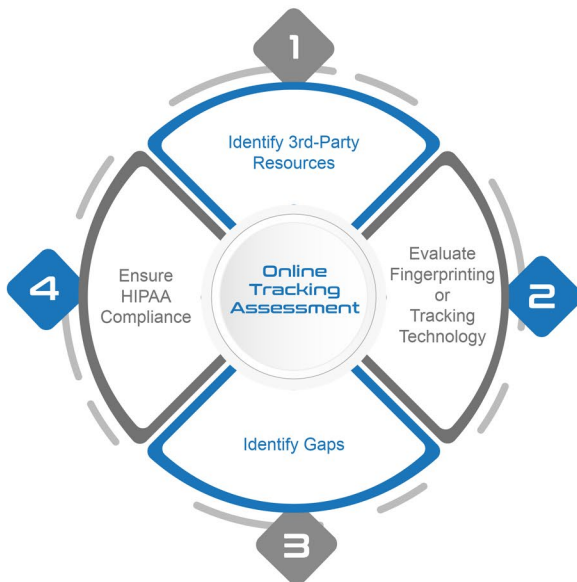 1
Identify 3rd-Party
Resources
2
Evaluate
Fingerprinting
or
Tracking
Technology
3
Identify Gaps
4
Ensure
HIPAA
Compliance
Online
Tracking
Assessment